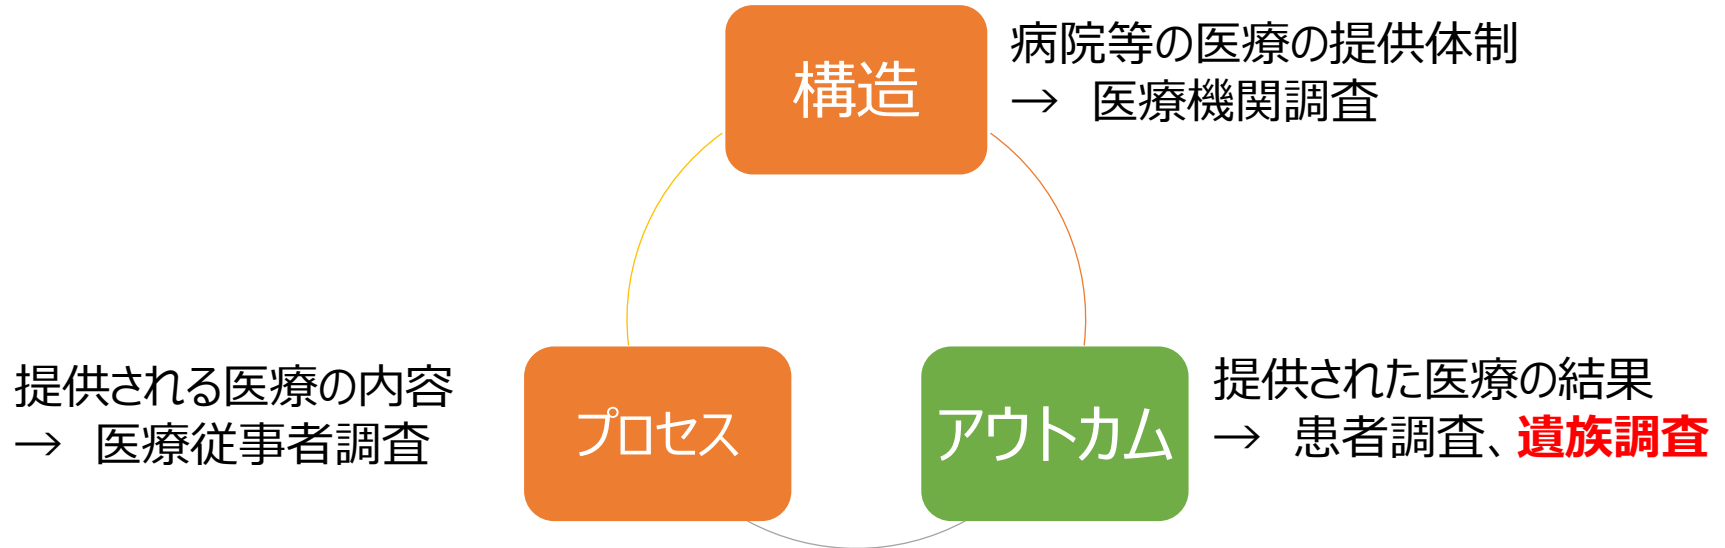 構造
病院等の医療の提供体制
→ 医療機関調査
提供される医療の内容
→ 医療従事者調査
プロセス
アウトカム
提供された医療の結果
→ 患者調査、遺族調査